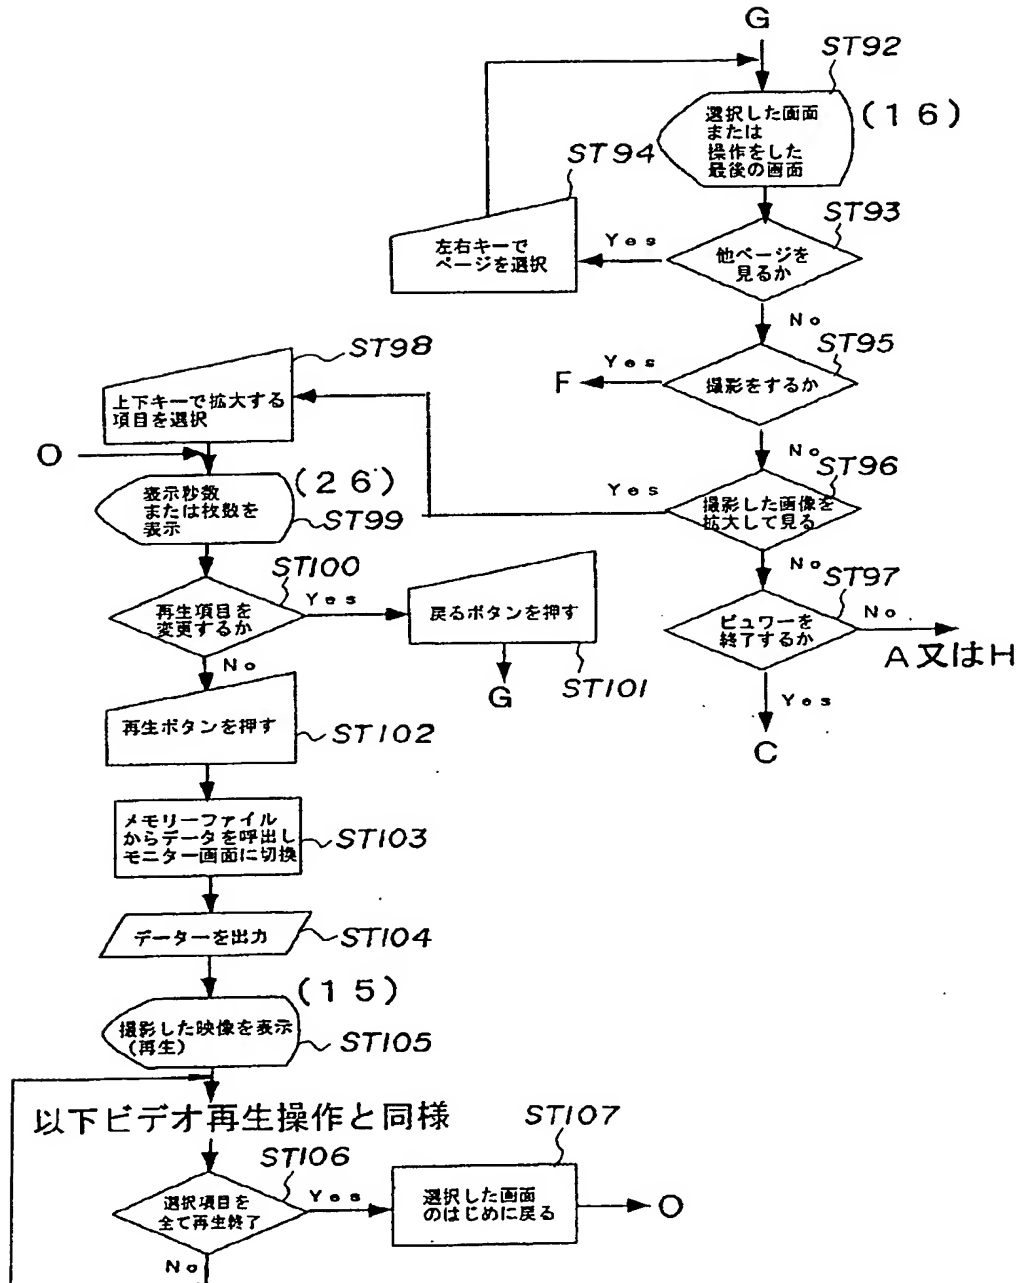 G
ST92
選択した画面
または
操作をした
最後の画面
(16)
ST94
左右キーで
ページを選択
Yes
ST93
他ページを
見るか
No
ST95
撮影をするか
Yes
F
No
ST96
撮影した画像を
拡大して見る
Yes
No
ST97
ビュワーを
終了するか
No
A又はH
Yes
C
ST98
上下キーで拡大する
項目を選択
O
表示秒数
または枚数を
表示
(26)
ST99
ST100
再生項目を
変更するか
Yes
戻るボタンを押す
ST101
G
No
再生ボタンを押す
ST102
メモリーファイル
からデータを呼出し
モニター画面に切換
ST103
データーを出力
ST104
(15)
撮影した映像を表示
(再生)
ST105
以下ビデオ再生操作と同様
ST106
選択項目を
全て再生終了
Yes
ST107
選択した画面
のはじめに戻る
O
No